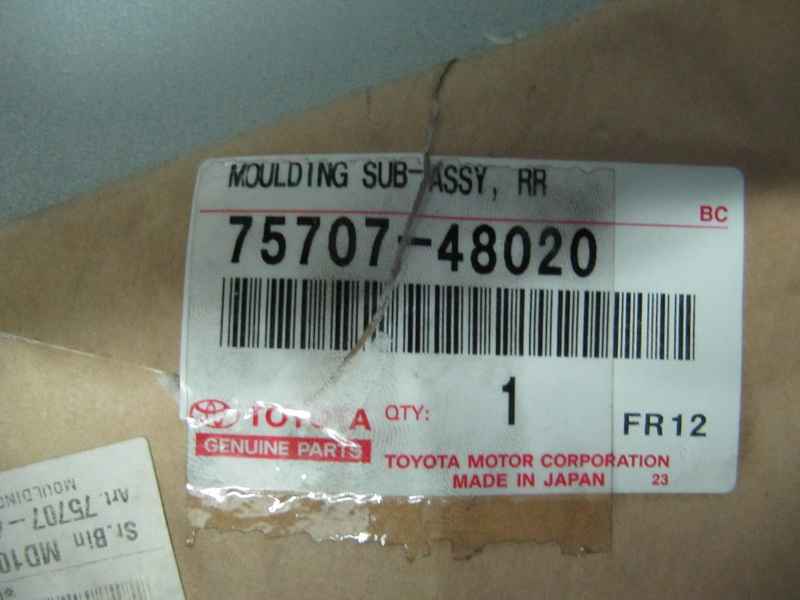 MOULDING SUB-ASSY, RR
BC
75707-48020
TOYOTA
GENUINE PARTS
QTY: 1
FR12
TOYOTA MOTOR CORPORATION
MADE IN JAPAN 23
Sr.Bin MD10
Art. 75707-
MOULDING